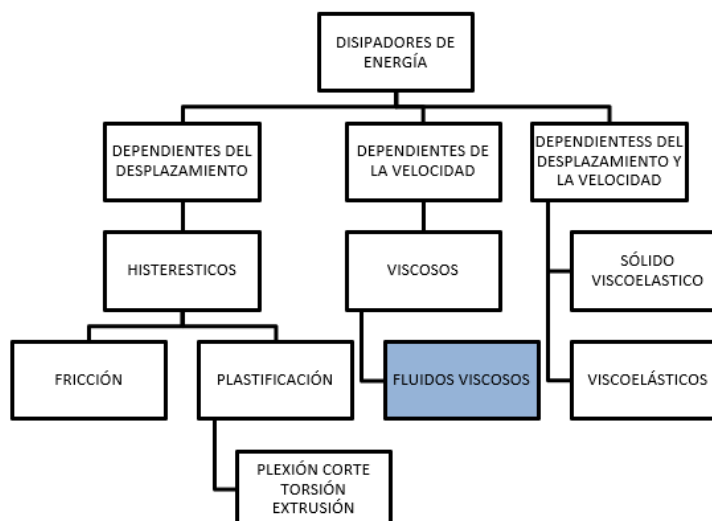 DISIPADORES DE
ENERGÍA
DEPENDIENTES DEL
DESPLAZAMIENTO
DEPENDIENTES DE
LA VELOCIDAD
DEPENDIENTESS DEL
DESPLAZAMIENTO Y
LA VELOCIDAD
HISTERESTICOS
VISCOSOS
SÓLIDO
VISCOELASTICO
FRICCIÓN
PLASTIFICACIÓN
FLUIDOS VISCOSOS
VISCOELÁSTICOS
PLEXIÓN CORTE
TORSIÓN
EXTRUSIÓN